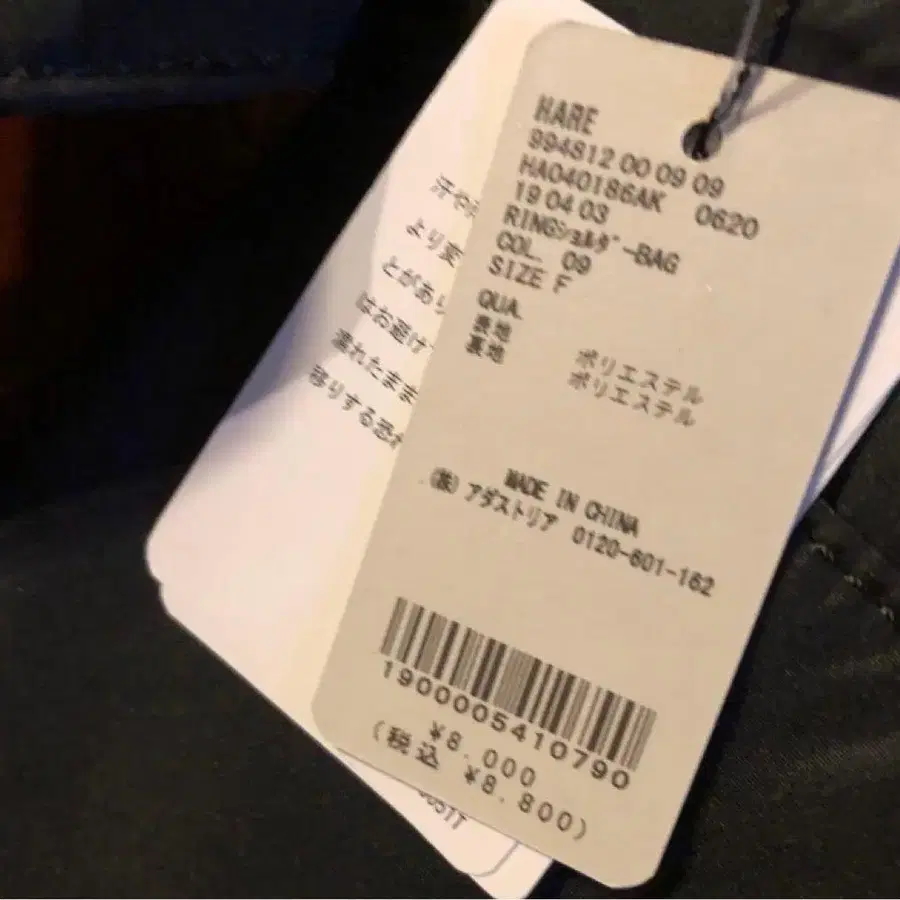 HARE
994812 00 09 09
HA040186AK 0620
19 04 03
RINGショルダーBAG
COL. 09
SIZE F
QUA.
表地 ポリエステル
裏地 ポリエステル
MADE IN CHINA
(株)アダストリア 0120-601-162
1900005410790
¥8.000
(税込 ¥8.800)
汗や
より変
とがあり
はお避け
濡れたまま
移りする恐れ